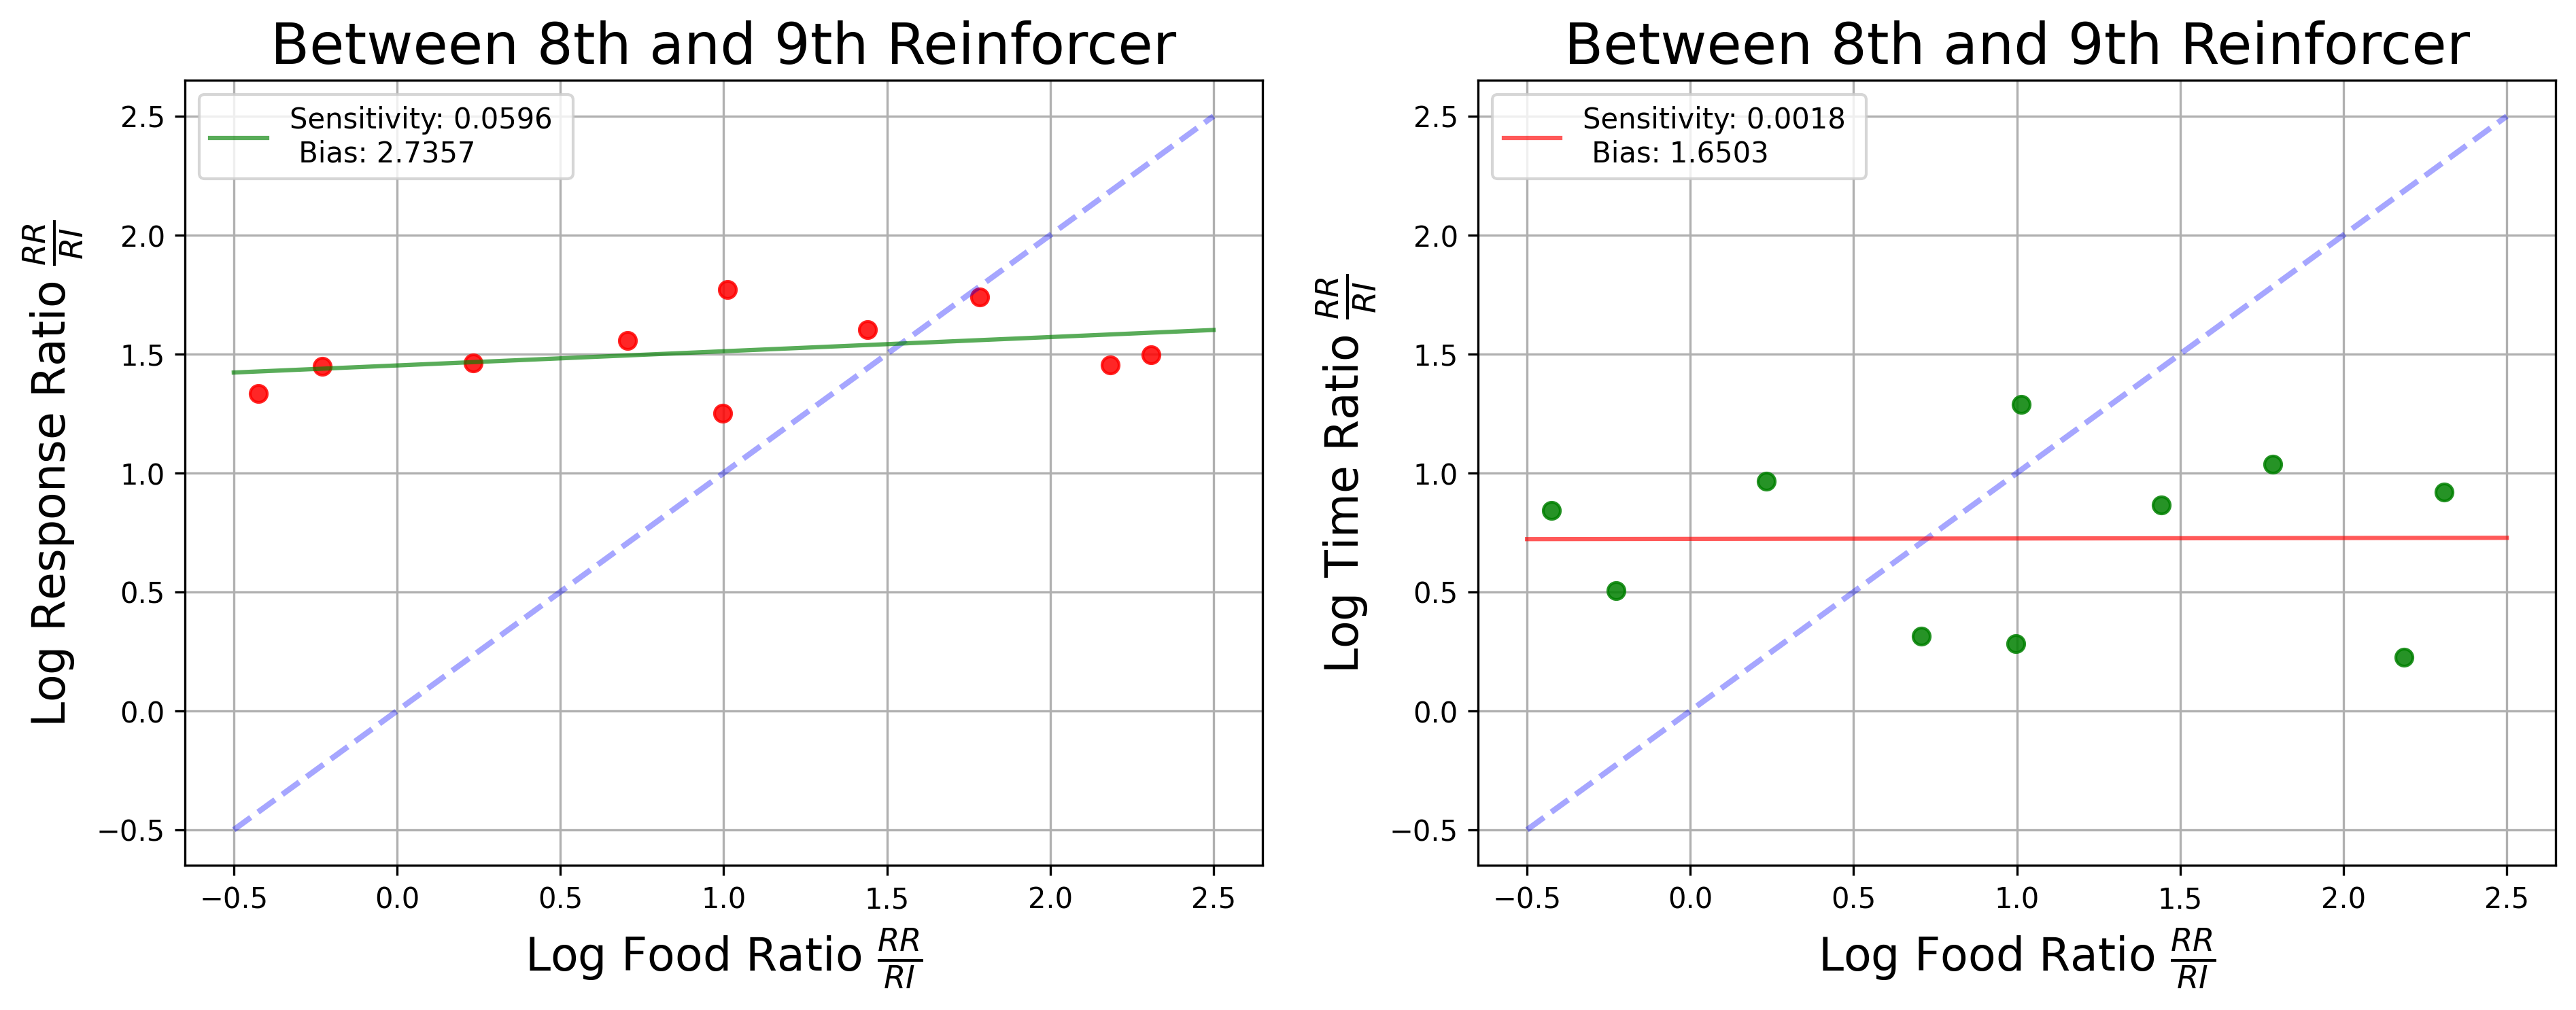 Between 8th and 9th Reinforcer
Sensitivity: 0.0596
Bias: 2.7357
2.5
2.0
1.5
1.0
0.5
0.0
−0.5
Log Response Ratio RR/RI
−0.5 0.0 0.5 1.0 1.5 2.0 2.5
Log Food Ratio RR/RI
Between 8th and 9th Reinforcer
Sensitivity: 0.0018
Bias: 1.6503
2.5
2.0
1.5
1.0
0.5
0.0
−0.5
Log Time Ratio RR/RI
−0.5 0.0 0.5 1.0 1.5 2.0 2.5
Log Food Ratio RR/RI